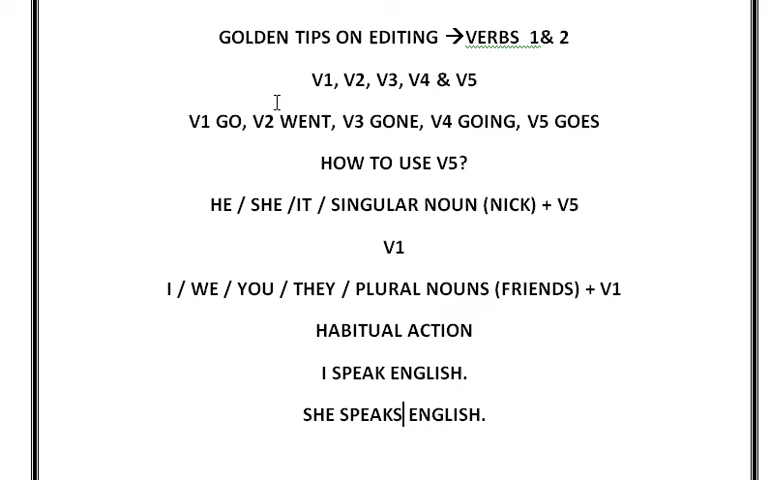 GOLDEN TIPS ON EDITING →VERBS 1& 2
V1, V2, V3, V4 & V5
V1 GO, V2 WENT, V3 GONE, V4 GOING, V5 GOES
HOW TO USE V5?
HE / SHE /IT / SINGULAR NOUN (NICK) + V5
V1
I / WE / YOU / THEY / PLURAL NOUNS (FRIENDS) + V1
HABITUAL ACTION
I SPEAK ENGLISH.
SHE SPEAKS ENGLISH.